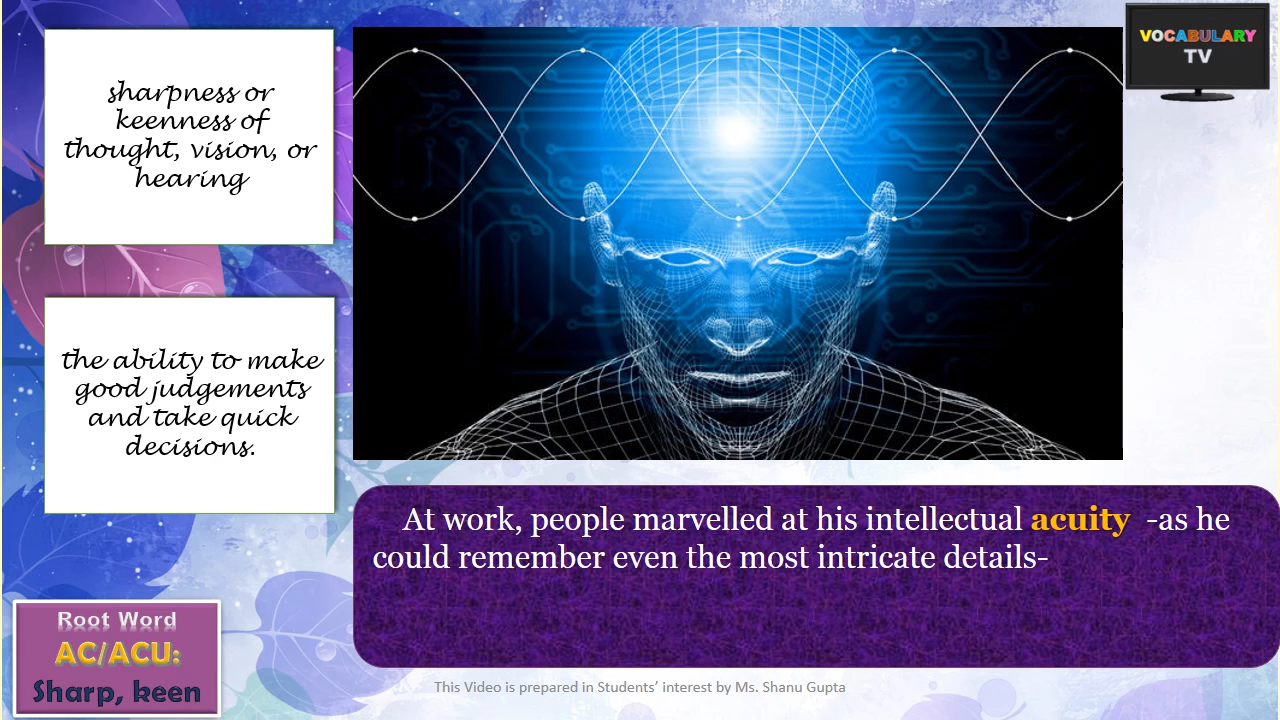 sharpness or
keenness of
thought, vision, or
hearing
VOCABULARY
TV
the ability to make
good judgements
and take quick
decisions.
At work, people marvelled at his intellectual acuity -as he
could remember even the most intricate details-
Root Word
AC/ACU:
Sharp, keen
This Video is prepared in Students’ interest by Ms. Shanu Gupta